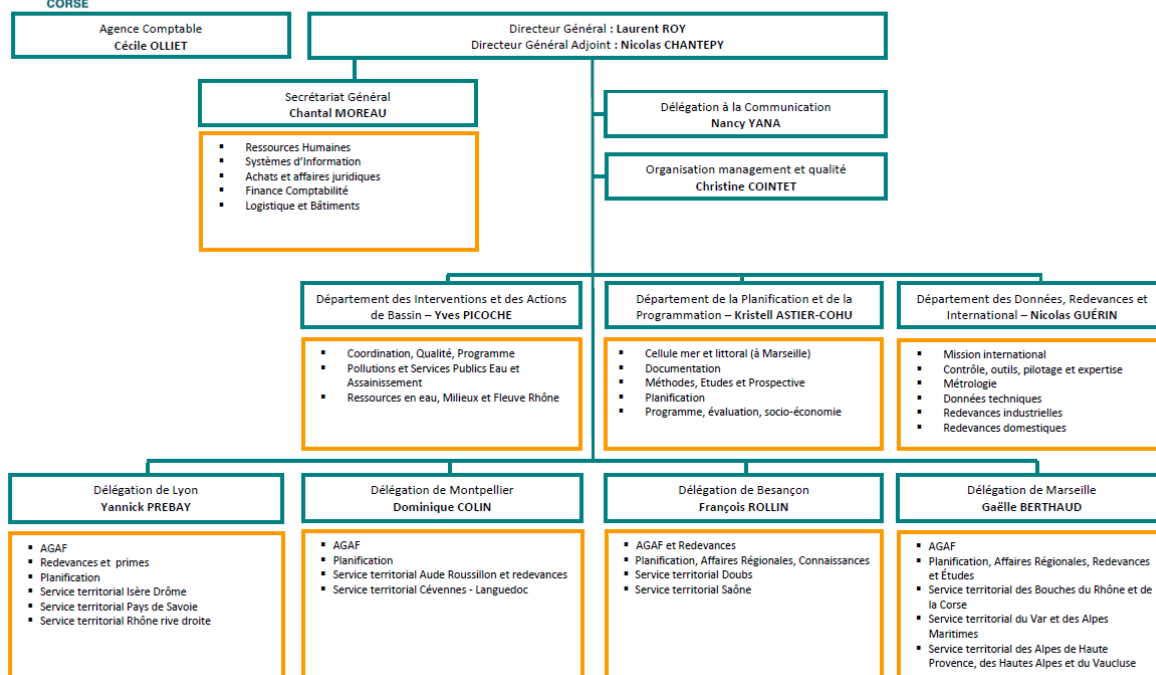 CORSE
Agence Comptable
Cécile OLLIET
Directeur Général : Laurent ROY
Directeur Général Adjoint : Nicolas CHANTEPY
Secrétariat Général
Chantal MOREAU
▪ Ressources Humaines
▪ Systèmes d’Information
▪ Achats et affaires juridiques
▪ Finance Comptabilité
▪ Logistique et Bâtiments
Délégation à la Communication
Nancy YANA
Organisation management et qualité
Christine COINTET
Département des Interventions et des Actions
de Bassin – Yves PICOCHE
▪ Coordination, Qualité, Programme
▪ Pollutions et Services Publics Eau et
Assainissement
▪ Ressources en eau, Milieux et Fleuve Rhône
Département de la Planification et de la
Programmation – Kristell ASTIER-COHU
▪ Cellule mer et littoral (à Marseille)
▪ Documentation
▪ Méthodes, Etudes et Prospective
▪ Planification
▪ Programme, évaluation, socio-économie
Département des Données, Redevances et
International – Nicolas GUÉRIN
▪ Mission international
▪ Contrôle, outils, pilotage et expertise
▪ Métrologie
▪ Données techniques
▪ Redevances industrielles
▪ Redevances domestiques
Délégation de Lyon
Yannick PREBAY
▪ AGAF
▪ Redevances et primes
▪ Planification
▪ Service territorial Isère Drôme
▪ Service territorial Pays de Savoie
▪ Service territorial Rhône rive droite
Délégation de Montpellier
Dominique COLIN
▪ AGAF
▪ Planification
▪ Service territorial Aude Roussillon et redevances
▪ Service territorial Cévennes - Languedoc
Délégation de Besançon
François ROLLIN
▪ AGAF et Redevances
▪ Planification, Affaires Régionales, Connaissances
▪ Service territorial Doubs
▪ Service territorial Saône
Délégation de Marseille
Gaëlle BERTHAUD
▪ AGAF
▪ Planification, Affaires Régionales, Redevances
et Études
▪ Service territorial des Bouches du Rhône et de
la Corse
▪ Service territorial du Var et des Alpes
Maritimes
▪ Service territorial des Alpes de Haute
Provence, des Hautes Alpes et du Vaucluse